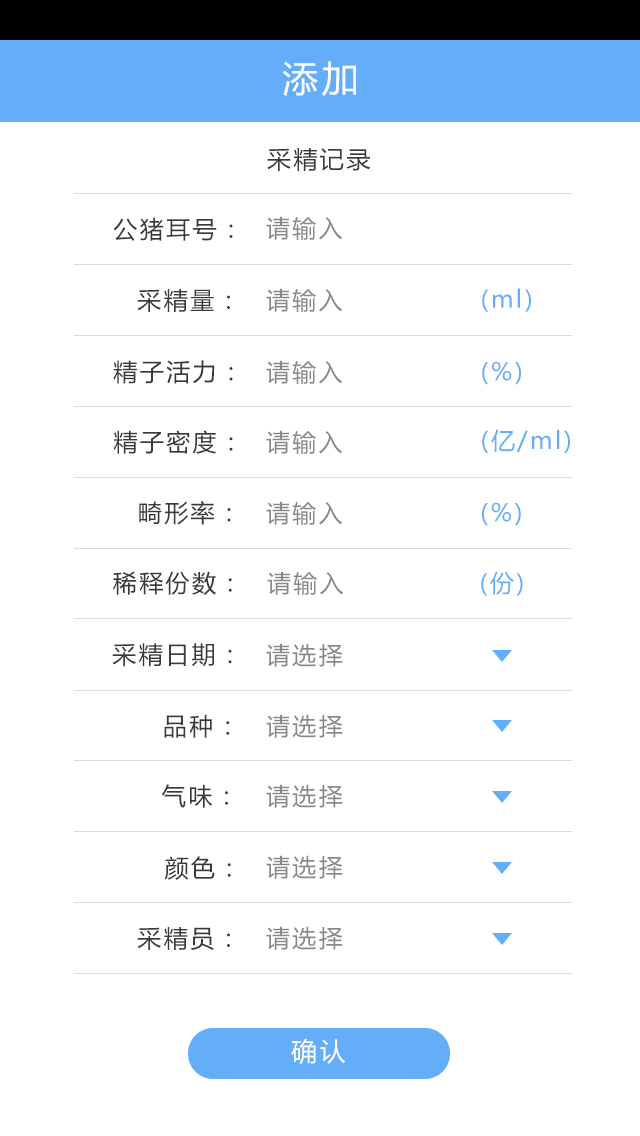 添加
采精记录
公猪耳号： 请输入
采精量： 请输入 (ml)
精子活力： 请输入 (%)
精子密度： 请输入 (亿/ml)
畸形率： 请输入 (%)
稀释份数： 请输入 (份)
采精日期： 请选择
品种： 请选择
气味： 请选择
颜色： 请选择
采精员： 请选择
确认